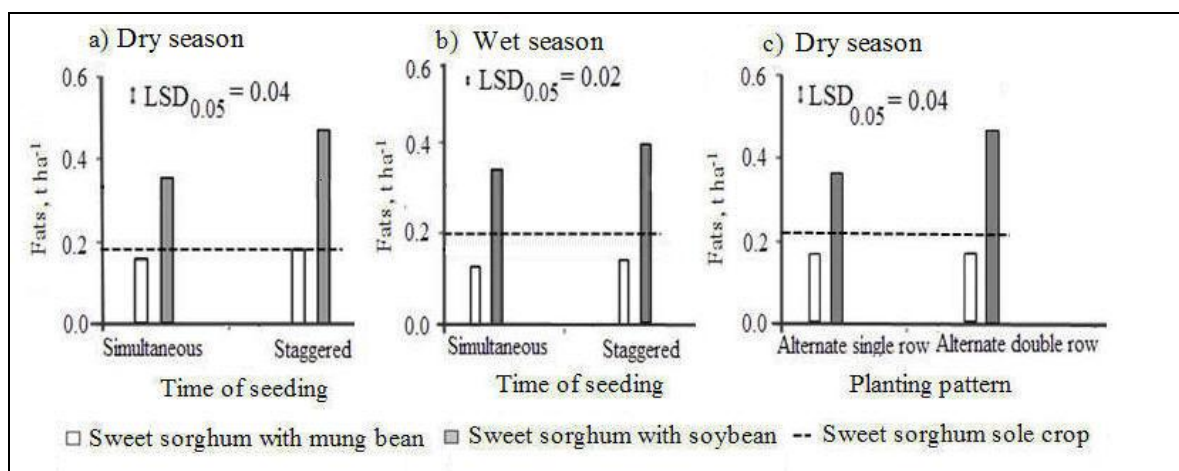 a) Dry season
0.6
0.4
0.2
0.0
LSD0.05 = 0.04
Fats, t ha-1
Simultaneous Staggered
Time of seeding
b) Wet season
0.6
0.4
0.2
0.0
LSD0.05 = 0.02
Fats, t ha-1
Simultaneous Staggered
Time of seeding
c) Dry season
0.6
0.4
0.2
0.0
LSD0.05 = 0.04
Fats, t ha-1
Alternate single row Alternate double row
Planting pattern
Sweet sorghum with mung bean Sweet sorghum with soybean Sweet sorghum sole crop